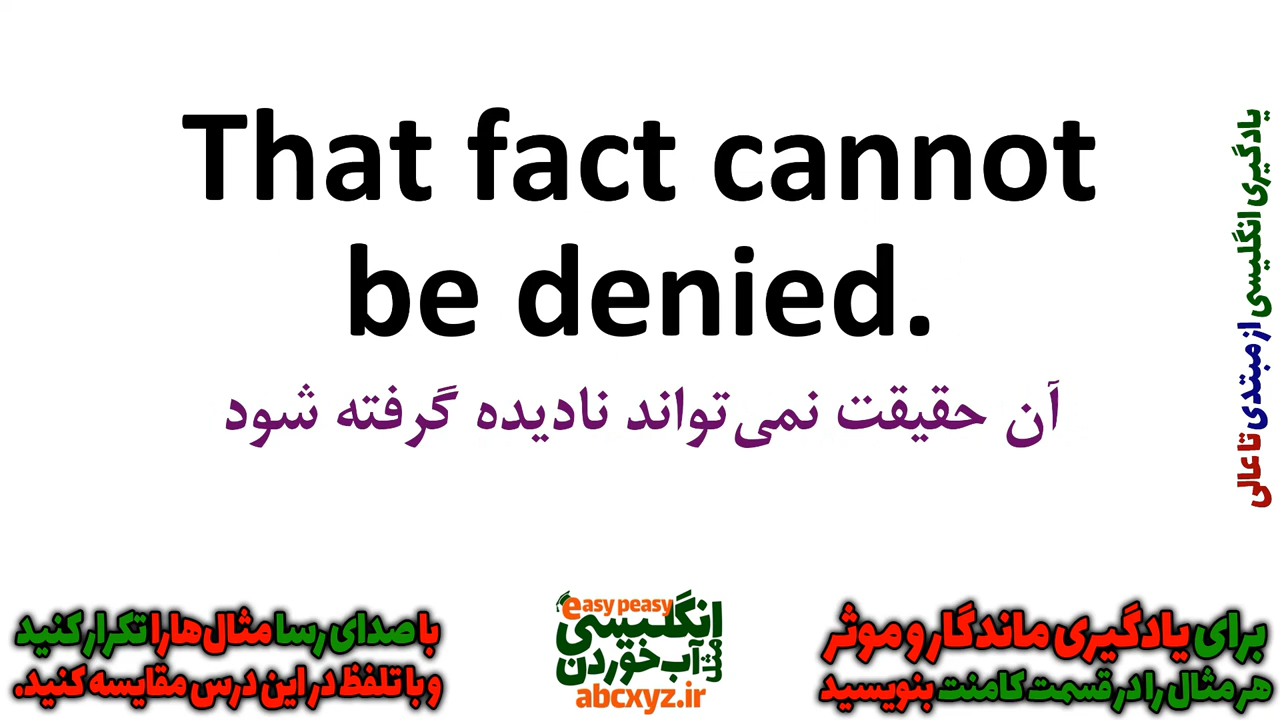 That fact cannot
be denied.
آن حقیقت نمی‌تواند نادیده گرفته شود
یادگیری انگلیسی از مبتدی تا عالی
با صدای رسا مثال‌ها را تکرار کنید
و با تلفظ در این درس مقایسه کنید.
easy peasy
انگلیسی
مثل آب خوردن
abcxyz.ir
برای یادگیری ماندگار و موثر
هر مثال را در قسمت کامنت بنویسید